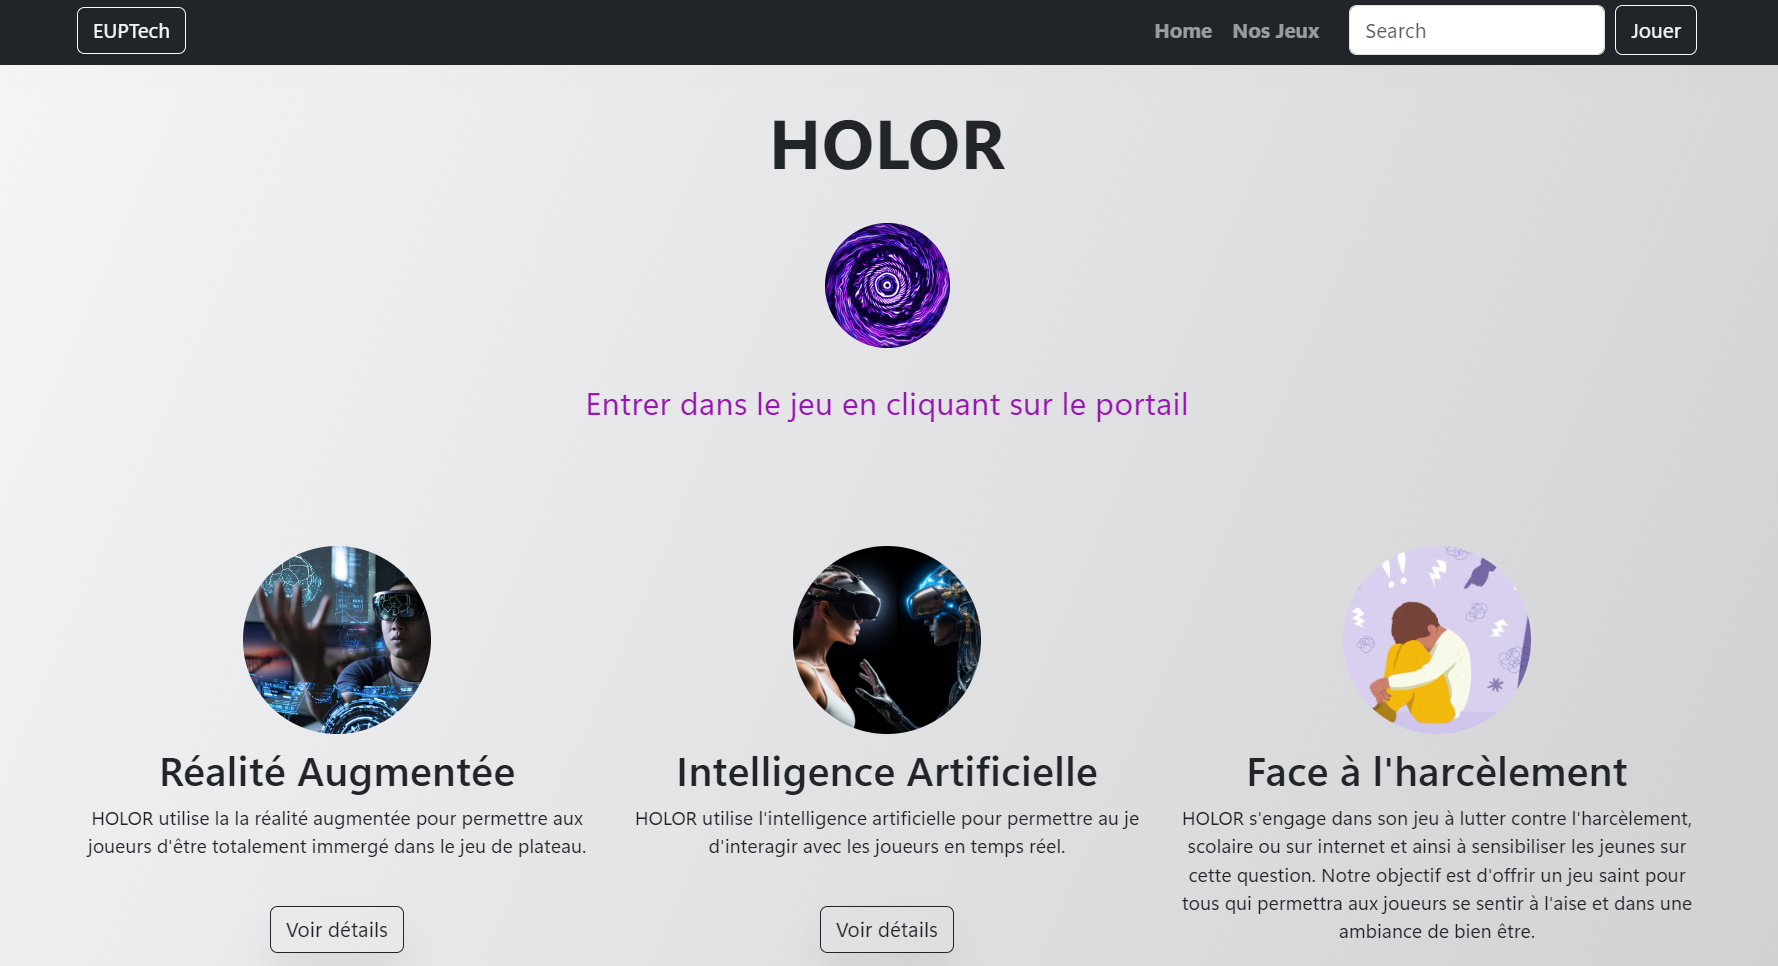 EUPTech
Home Nos Jeux Search Jouer
HOLOR
Entrer dans le jeu en cliquant sur le portail
Réalité Augmentée
HOLOR utilise la la réalité augmentée pour permettre aux
joueurs d'être totalement immergé dans le jeu de plateau.
Voir détails
Intelligence Artificielle
HOLOR utilise l'intelligence artificielle pour permettre au je
d'interagir avec les joueurs en temps réel.
Voir détails
Face à l'harcèlement
HOLOR s'engage dans son jeu à lutter contre l'harcèlement,
scolaire ou sur internet et ainsi à sensibiliser les jeunes sur
cette question. Notre objectif est d'offrir un jeu saint pour
tous qui permettra aux joueurs se sentir à l'aise et dans une
ambiance de bien être.